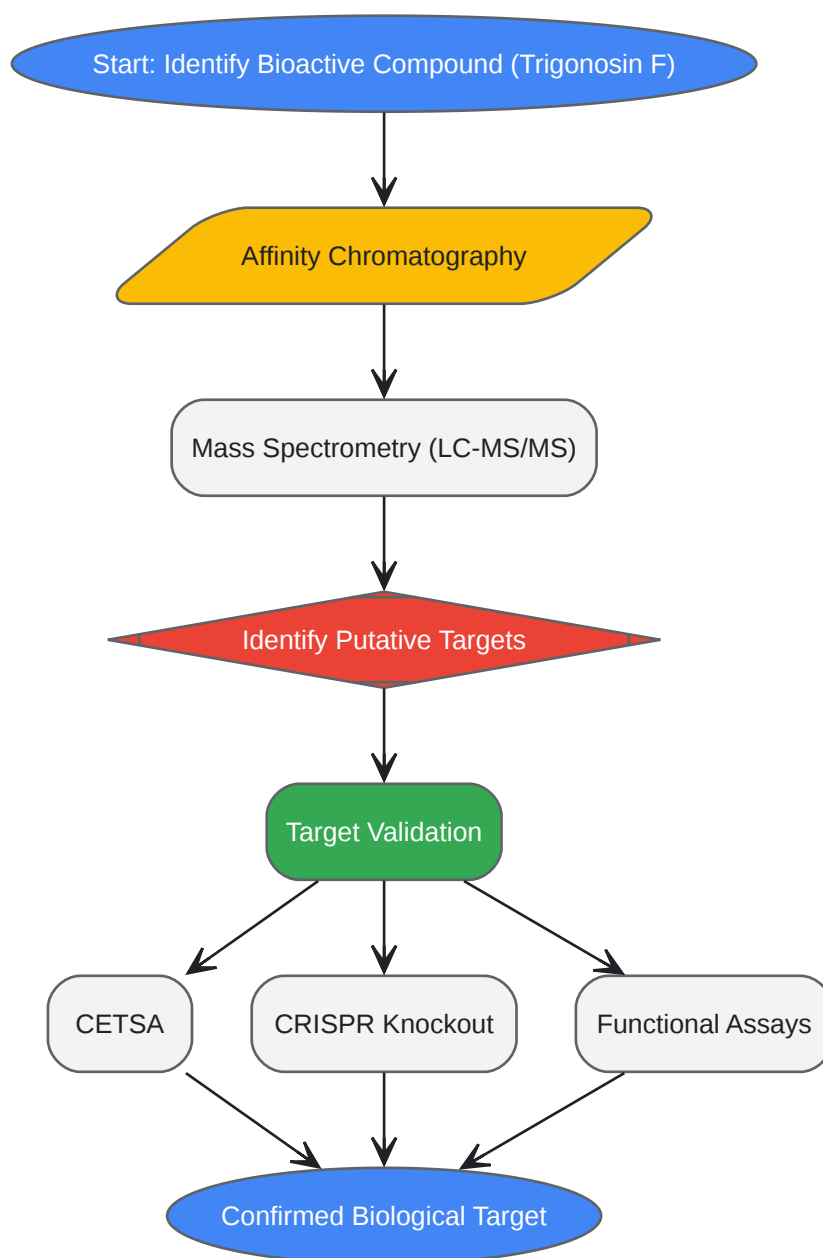 Start: Identify Bioactive Compound (Trigonosin F)
Affinity Chromatography
Mass Spectrometry (LC-MS/MS)
Identify Putative Targets
Target Validation
CETSA
CRISPR Knockout
Functional Assays
Confirmed Biological Target